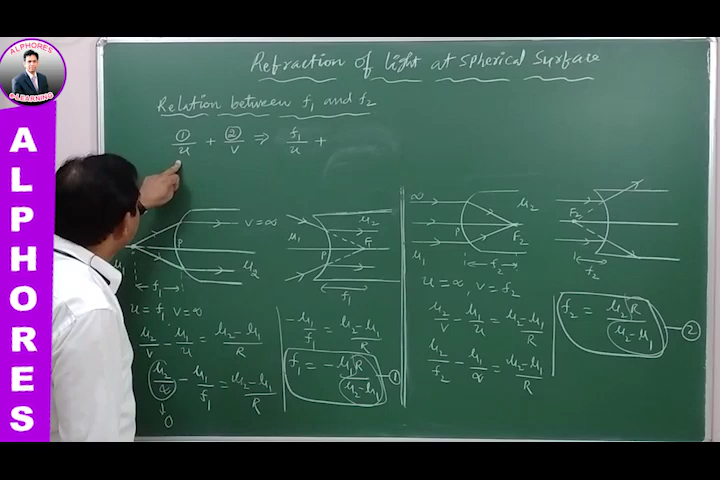 ALPHORES
e-LEARNING
ALPHORES
Refraction of light at spherical surface
Relation between f₁ and f₂
①/u + ②/v ⇒ f₁/u +
P v = ∞
μ₁ μ₂
← f₁ →
u = f₁ v = ∞
μ₂/v - μ₁/u = μ₂-μ₁/R
μ₂/∞ - μ₁/f₁ = μ₂-μ₁/R
↓
0
μ₁ μ₂
P F₁
f₁
-μ₁/f₁ = μ₂-μ₁/R
f₁ = -μ₁R/μ₂-μ₁ ①
∞ μ₂
P F₂
μ₁ ← f₂ →
u = ∞, v = f₂
μ₂/v - μ₁/u = μ₂-μ₁/R
μ₂/f₂ - μ₁/∞ = μ₂-μ₁/R
F₂
f₂
f₂ = μ₂R/μ₂-μ₁ ②